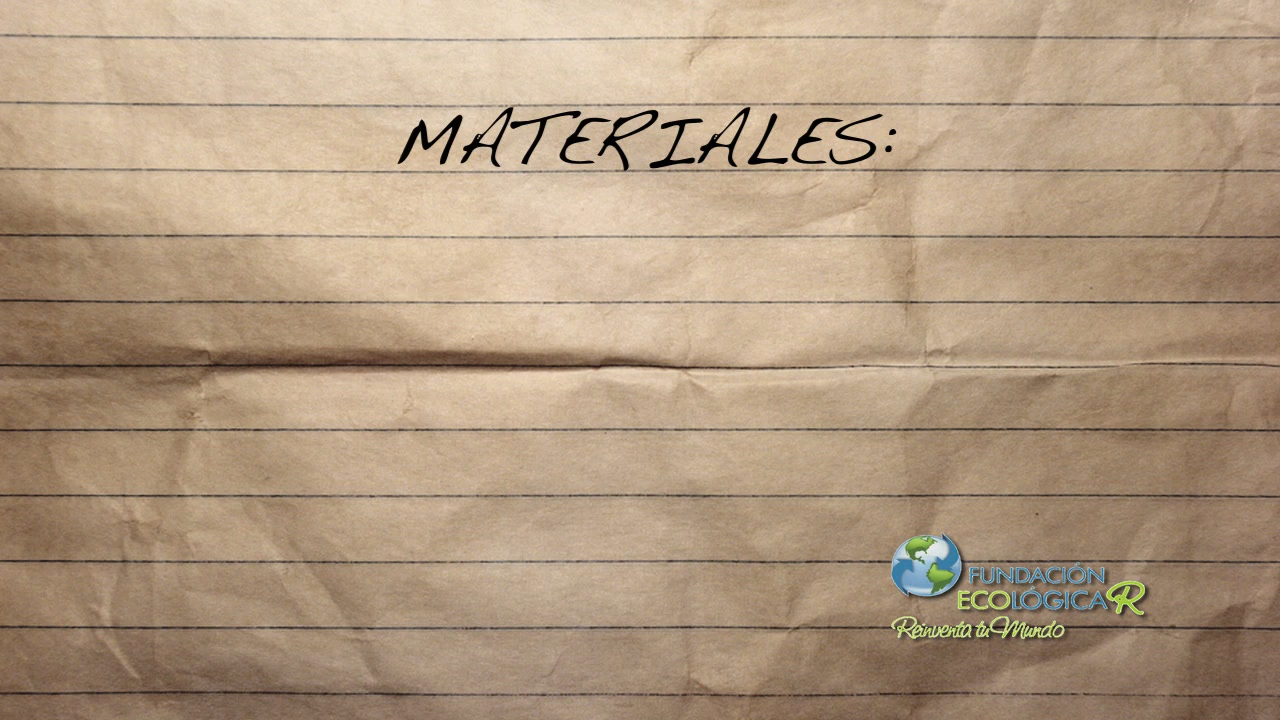 MATERIALES:
FUNDACIÓN
ECOLÓGICA R
Reinventa tu Mundo